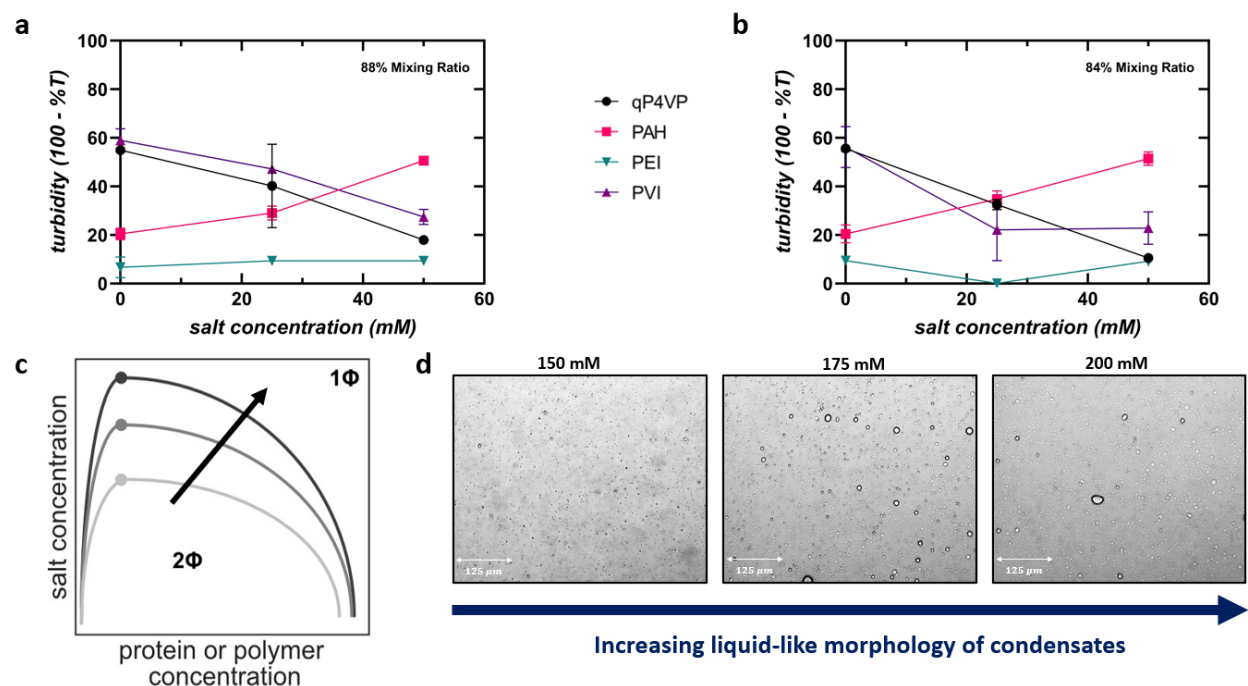 a
100
80
60
40
20
0
turbidity (100 - %T)
88% Mixing Ratio
0
20
40
60
salt concentration (mM)
qP4VP
PAH
PEI
PVI
b
100
80
60
40
20
0
turbidity (100 - %T)
84% Mixing Ratio
0
20
40
60
salt concentration (mM)
c
salt concentration
1Φ
2Φ
protein or polymer
concentration
d
150 mM
175 mM
200 mM
125 μm
125 μm
125 μm
Increasing liquid-like morphology of condensates